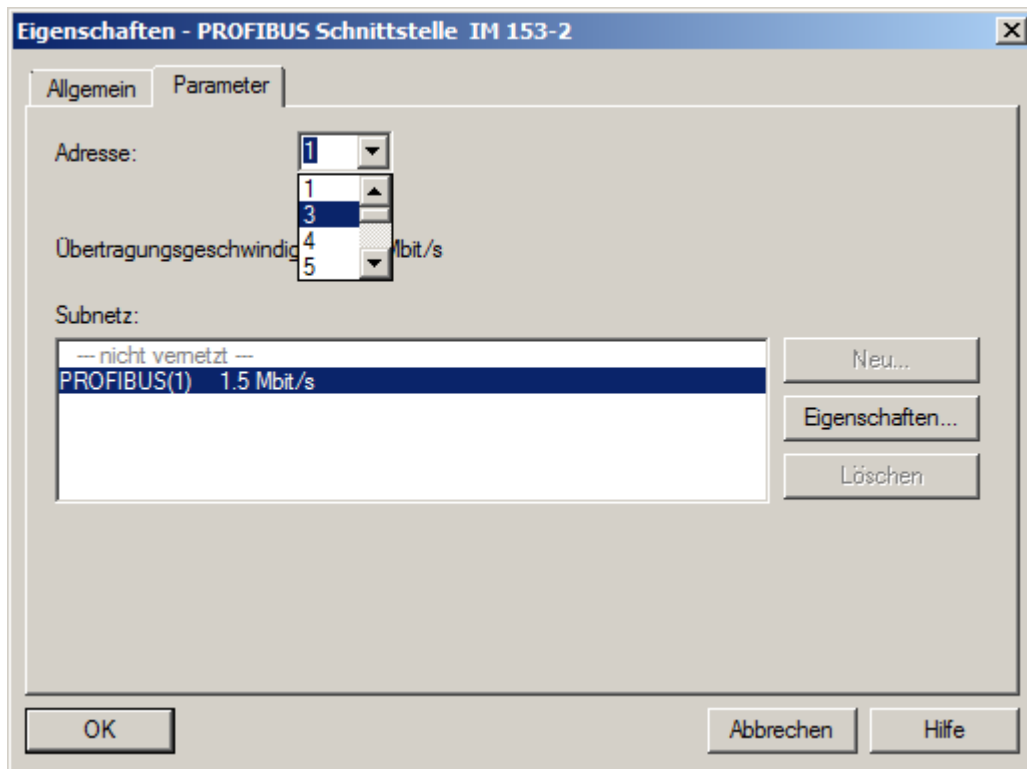 Eigenschaften - PROFIBUS Schnittstelle IM 153-2
Allgemein
Parameter
Adresse:
1
1
3
4
5
Übertragungsgeschwindig
Mbit/s
Subnetz:
--- nicht vernetzt ---
PROFIBUS(1) 1.5 Mbit/s
Neu...
Eigenschaften...
Löschen
OK
Abbrechen
Hilfe